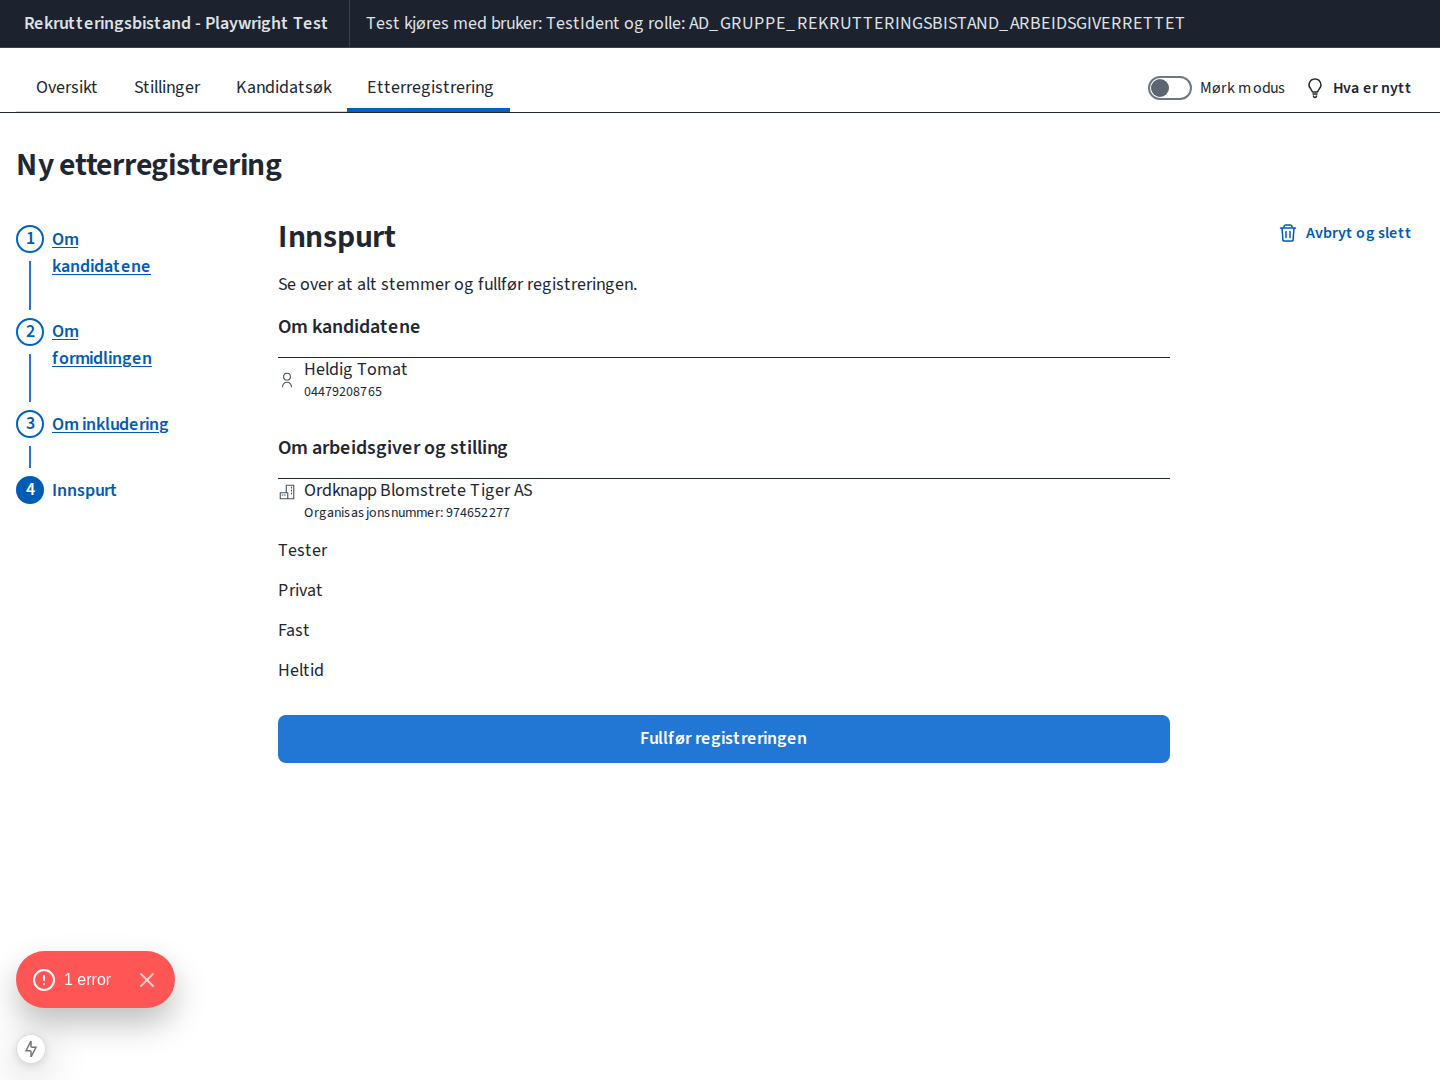 Rekrutteringsbistand - Playwright Test
Test kjøres med bruker: TestIdent og rolle: AD_GRUPPE_REKRUTTERINGSBISTAND_ARBEIDSGIVERRETTET
Oversikt
Stillinger
Kandidatsøk
Etterregistrering
Mørk modus
Hva er nytt
Ny etterregistrering
1
Om
kandidatene
2
Om
formidlingen
3
Om inkludering
4
Innspurt
Innspurt
Avbryt og slett
Se over at alt stemmer og fullfør registreringen.
Om kandidatene
Heldig Tomat
04479208765
Om arbeidsgiver og stilling
Ordknapp Blomstrete Tiger AS
Organisasjonsnummer: 974652277
Tester
Privat
Fast
Heltid
Fullfør registreringen
1 error